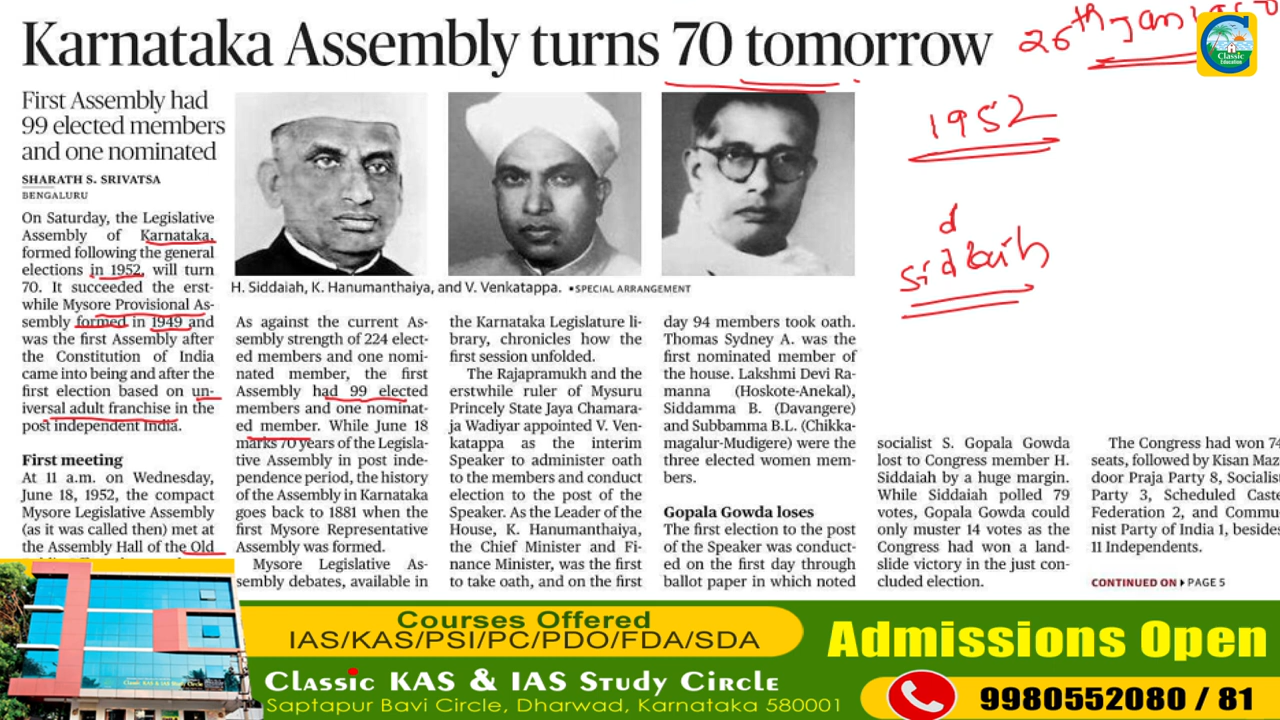 Karnataka Assembly turns 70 tomorrow
26th Jan 1950
Classic
Education
1952
d
Sidbaih
First Assembly had
99 elected members
and one nominated
SHARATH S. SRIVATSA
BENGALURU
On Saturday, the Legislative
Assembly of Karnataka,
formed following the general
elections in 1952, will turn
70. It succeeded the erst-
while Mysore Provisional As-
sembly formed in 1949 and
was the first Assembly after
the Constitution of India
came into being and after the
first election based on un-
iversal adult franchise in the
post independent India.
First meeting
At 11 a.m. on Wednesday,
June 18, 1952, the compact
Mysore Legislative Assembly
(as it was called then) met at
the Assembly Hall of the Old
H. Siddaiah, K. Hanumanthaiya, and V. Venkatappa. ▪SPECIAL ARRANGEMENT
As against the current As-
sembly strength of 224 elect-
ed members and one nomi-
nated member, the first
Assembly had 99 elected
members and one nominat-
ed member. While June 18
marks 70 years of the Legisla-
tive Assembly in post inde-
pendence period, the history
of the Assembly in Karnataka
goes back to 1881 when the
first Mysore Representative
Assembly was formed.
Mysore Legislative As-
sembly debates, available in
the Karnataka Legislature li-
brary, chronicles how the
first session unfolded.
The Rajapramukh and the
erstwhile ruler of Mysuru
Princely State Jaya Chamara-
ja Wadiyar appointed V. Ven-
katappa as the interim
Speaker to administer oath
to the members and conduct
election to the post of the
Speaker. As the Leader of the
House, K. Hanumanthaiya,
the Chief Minister and Fi-
nance Minister, was the first
to take oath, and on the first
day 94 members took oath.
Thomas Sydney A. was the
first nominated member of
the house. Lakshmi Devi Ra-
manna (Hoskote-Anekal),
Siddamma B. (Davangere)
and Subbamma B.L. (Chikka-
magalur-Mudigere) were the
three elected women mem-
bers.
Gopala Gowda loses
The first election to the post
of the Speaker was conduct-
ed on the first day through
ballot paper in which noted
socialist S. Gopala Gowda
lost to Congress member H.
Siddaiah by a huge margin.
While Siddaiah polled 79
votes, Gopala Gowda could
only muster 14 votes as the
Congress had won a land-
slide victory in the just con-
cluded election.
The Congress had won 74
seats, followed by Kisan Maz
door Praja Party 8, Socialis
Party 3, Scheduled Caste
Federation 2, and Commu
nist Party of India 1, besides
11 Independents.
CONTINUED ON ▸ PAGE 5
Classic KAS & IAS Study Circle
Courses Offered
IAS/KAS/PSI/PC/PDO/FDA/SDA
Classic KAS & IAS Study Circle
Saptapur Bavi Circle, Dharwad, Karnataka 580001
Admissions Open
9980552080 / 81